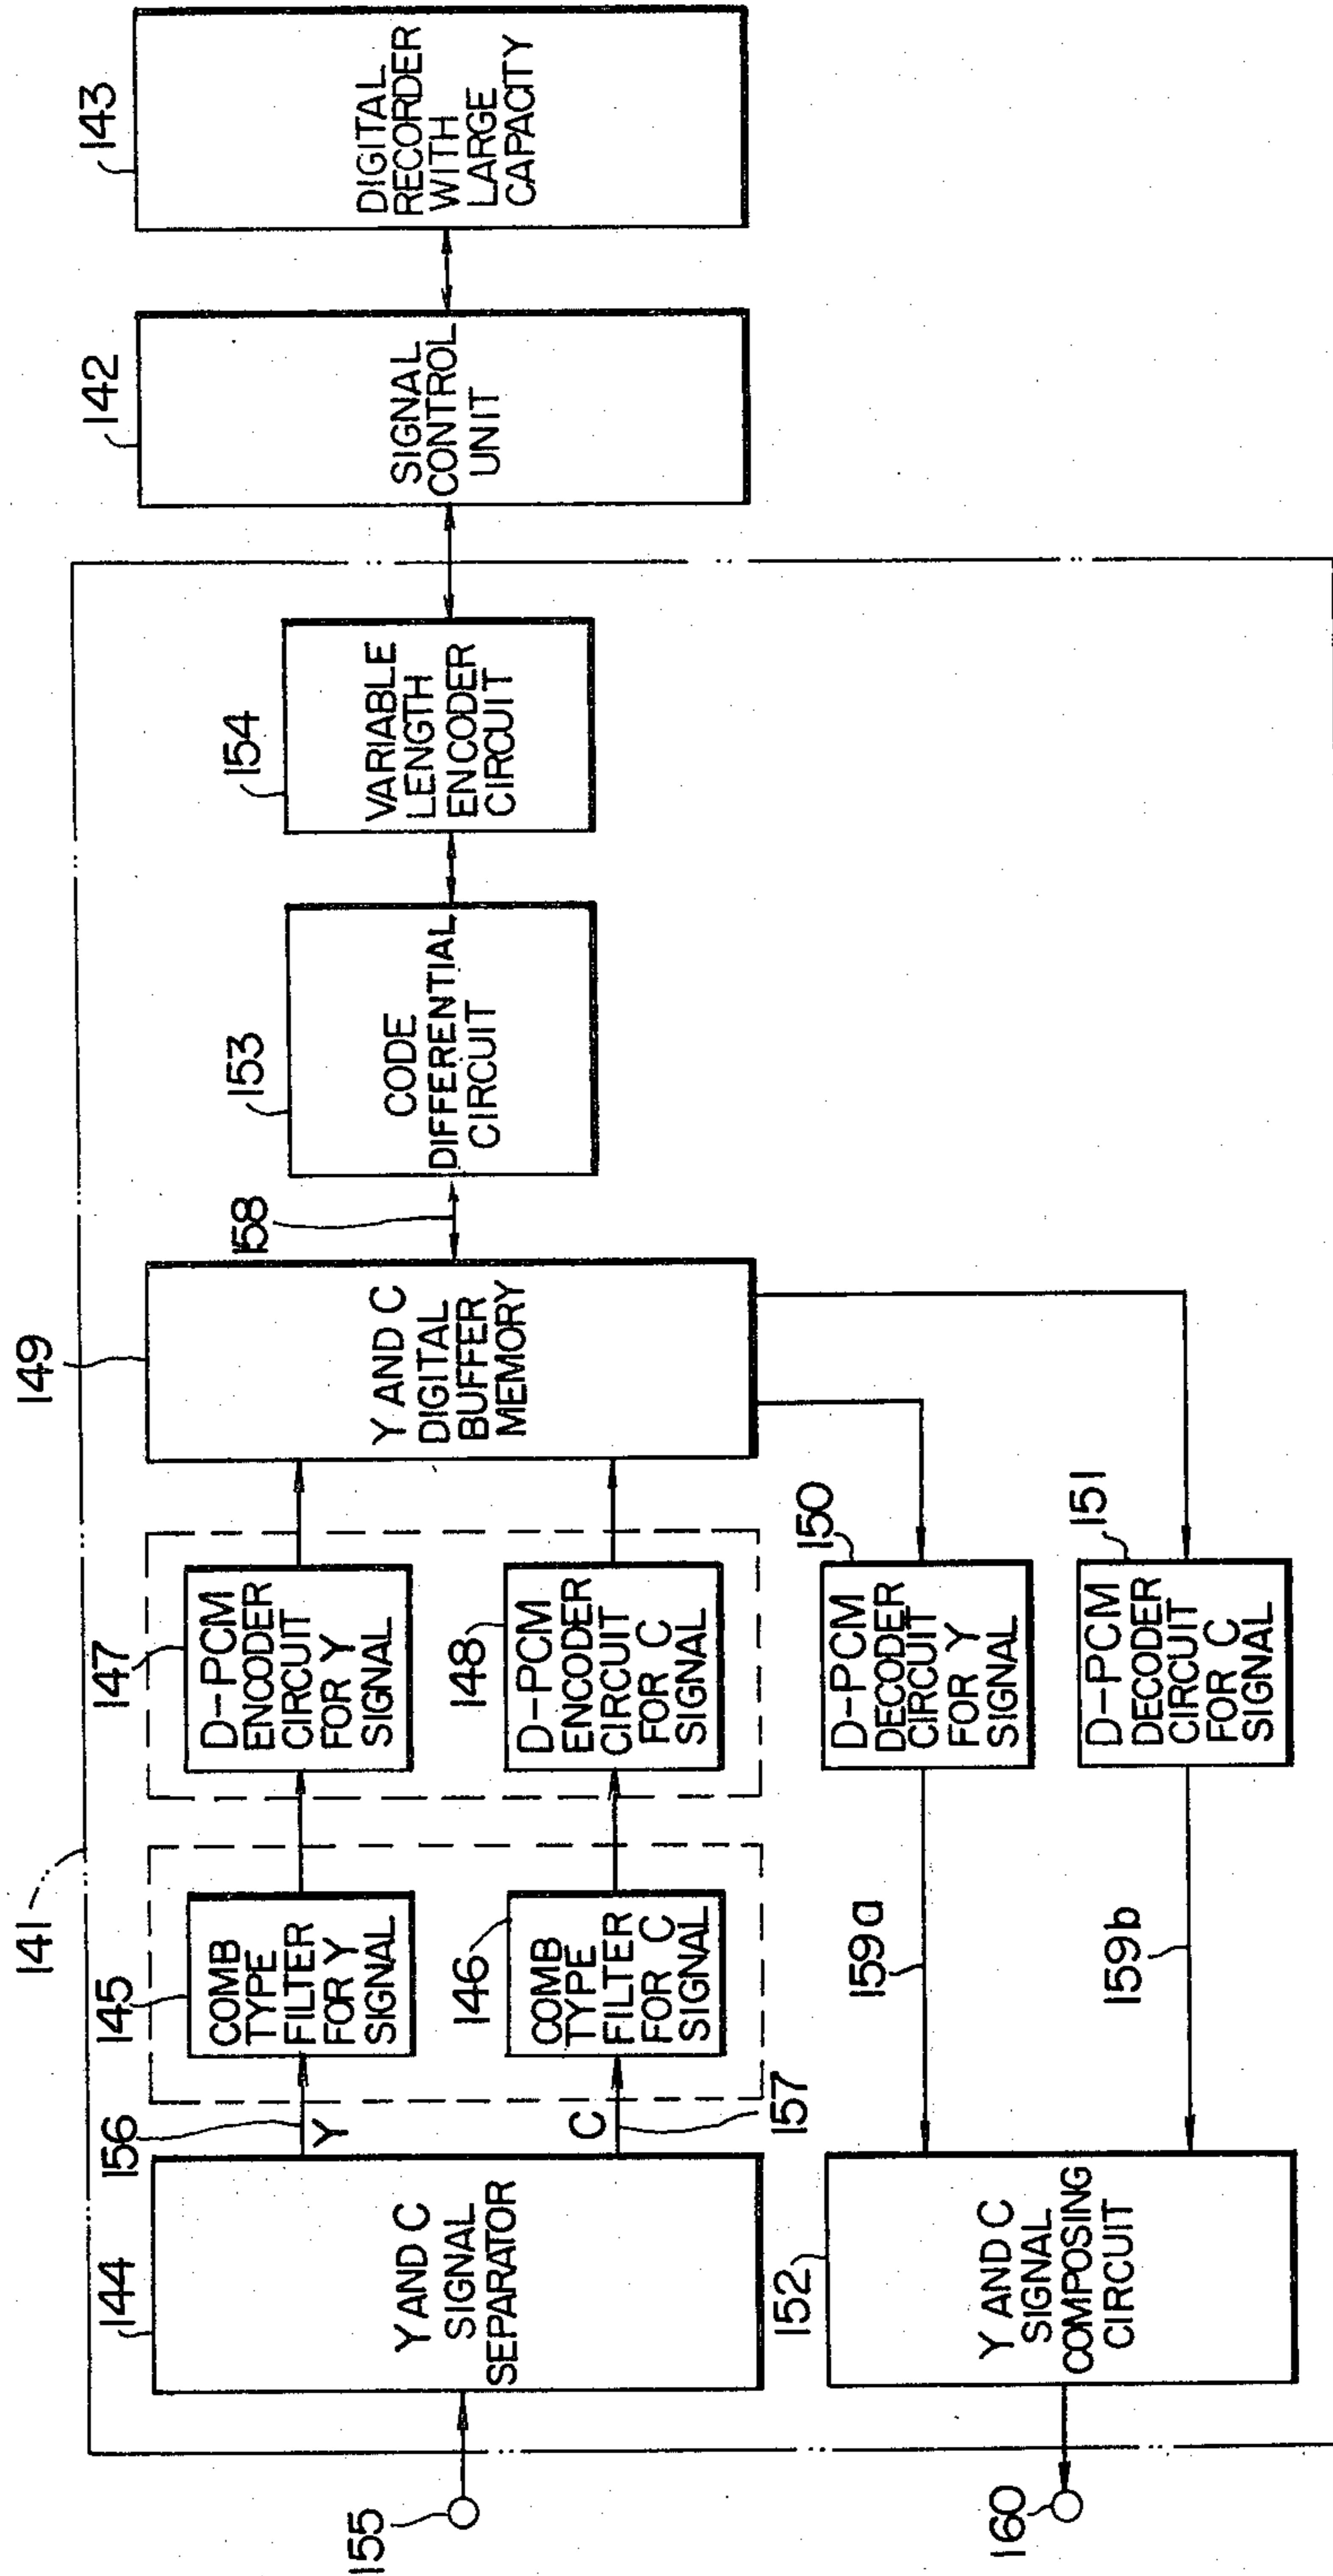 141
155
144
Y AND C
SIGNAL
SEPARATOR
156
Y
C
157
145
COMB
TYPE
FILTER
FOR Y
SIGNAL
146
COMB
TYPE
FILTER
FOR C
SIGNAL
147
D-PCM
ENCODER
CIRCUIT
FOR Y
SIGNAL
148
D-PCM
ENCODER
CIRCUIT
FOR C
SIGNAL
149
Y AND C
DIGITAL
BUFFER
MEMORY
158
153
CODE
DIFFERENTIAL
CIRCUIT
154
VARIABLE
LENGTH
ENCODER
CIRCUIT
142
SIGNAL
CONTROL
UNIT
143
DIGITAL
RECORDER
WITH
LARGE
CAPACITY
160
152
Y AND C
SIGNAL
COMPOSING
CIRCUIT
159a
159b
150
D-PCM
DECODER
CIRCUIT
FOR Y
SIGNAL
151
D-PCM
DECODER
CIRCUIT
FOR C
SIGNAL